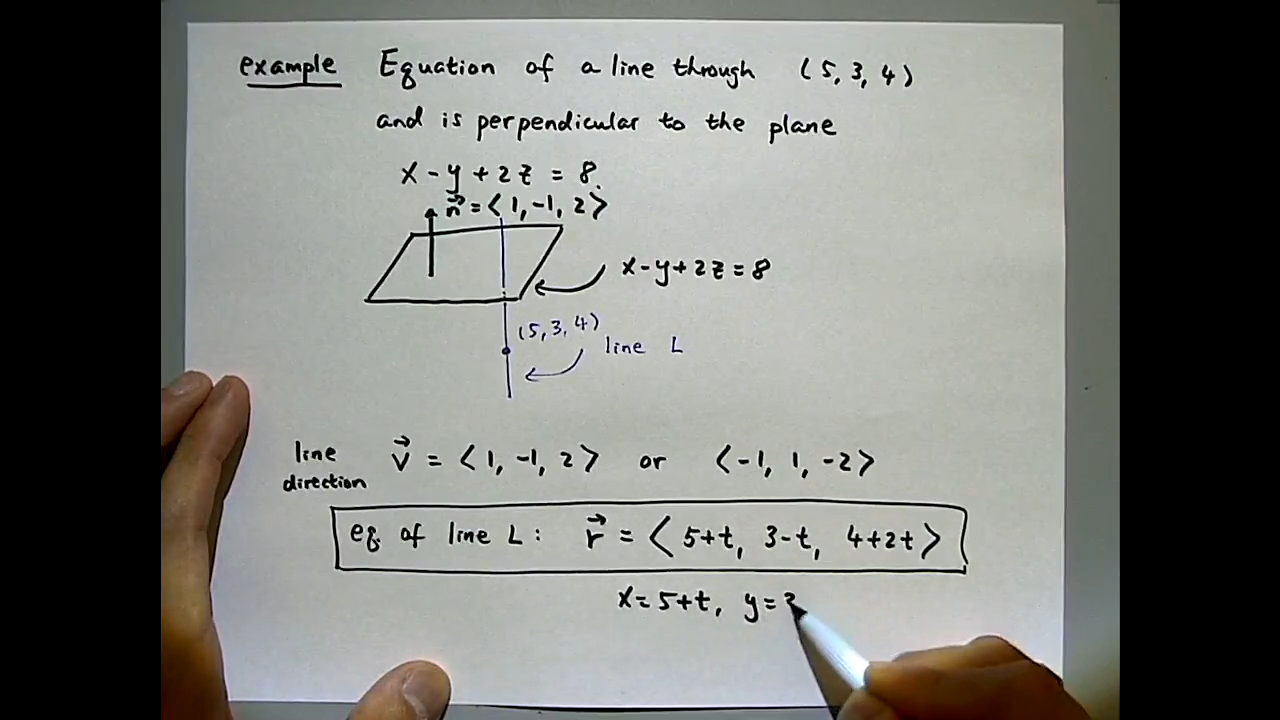 example Equation of a line through (5, 3, 4)
and is perpendicular to the plane
x - y + 2z = 8.
n⃗ = ⟨1, -1, 2⟩
x - y + 2z = 8
(5, 3, 4)
line L
line direction v⃗ = ⟨1, -1, 2⟩ or ⟨-1, 1, -2⟩
eq. of line L: r⃗ = ⟨5+t, 3-t, 4+2t⟩
x = 5+t, y = 3